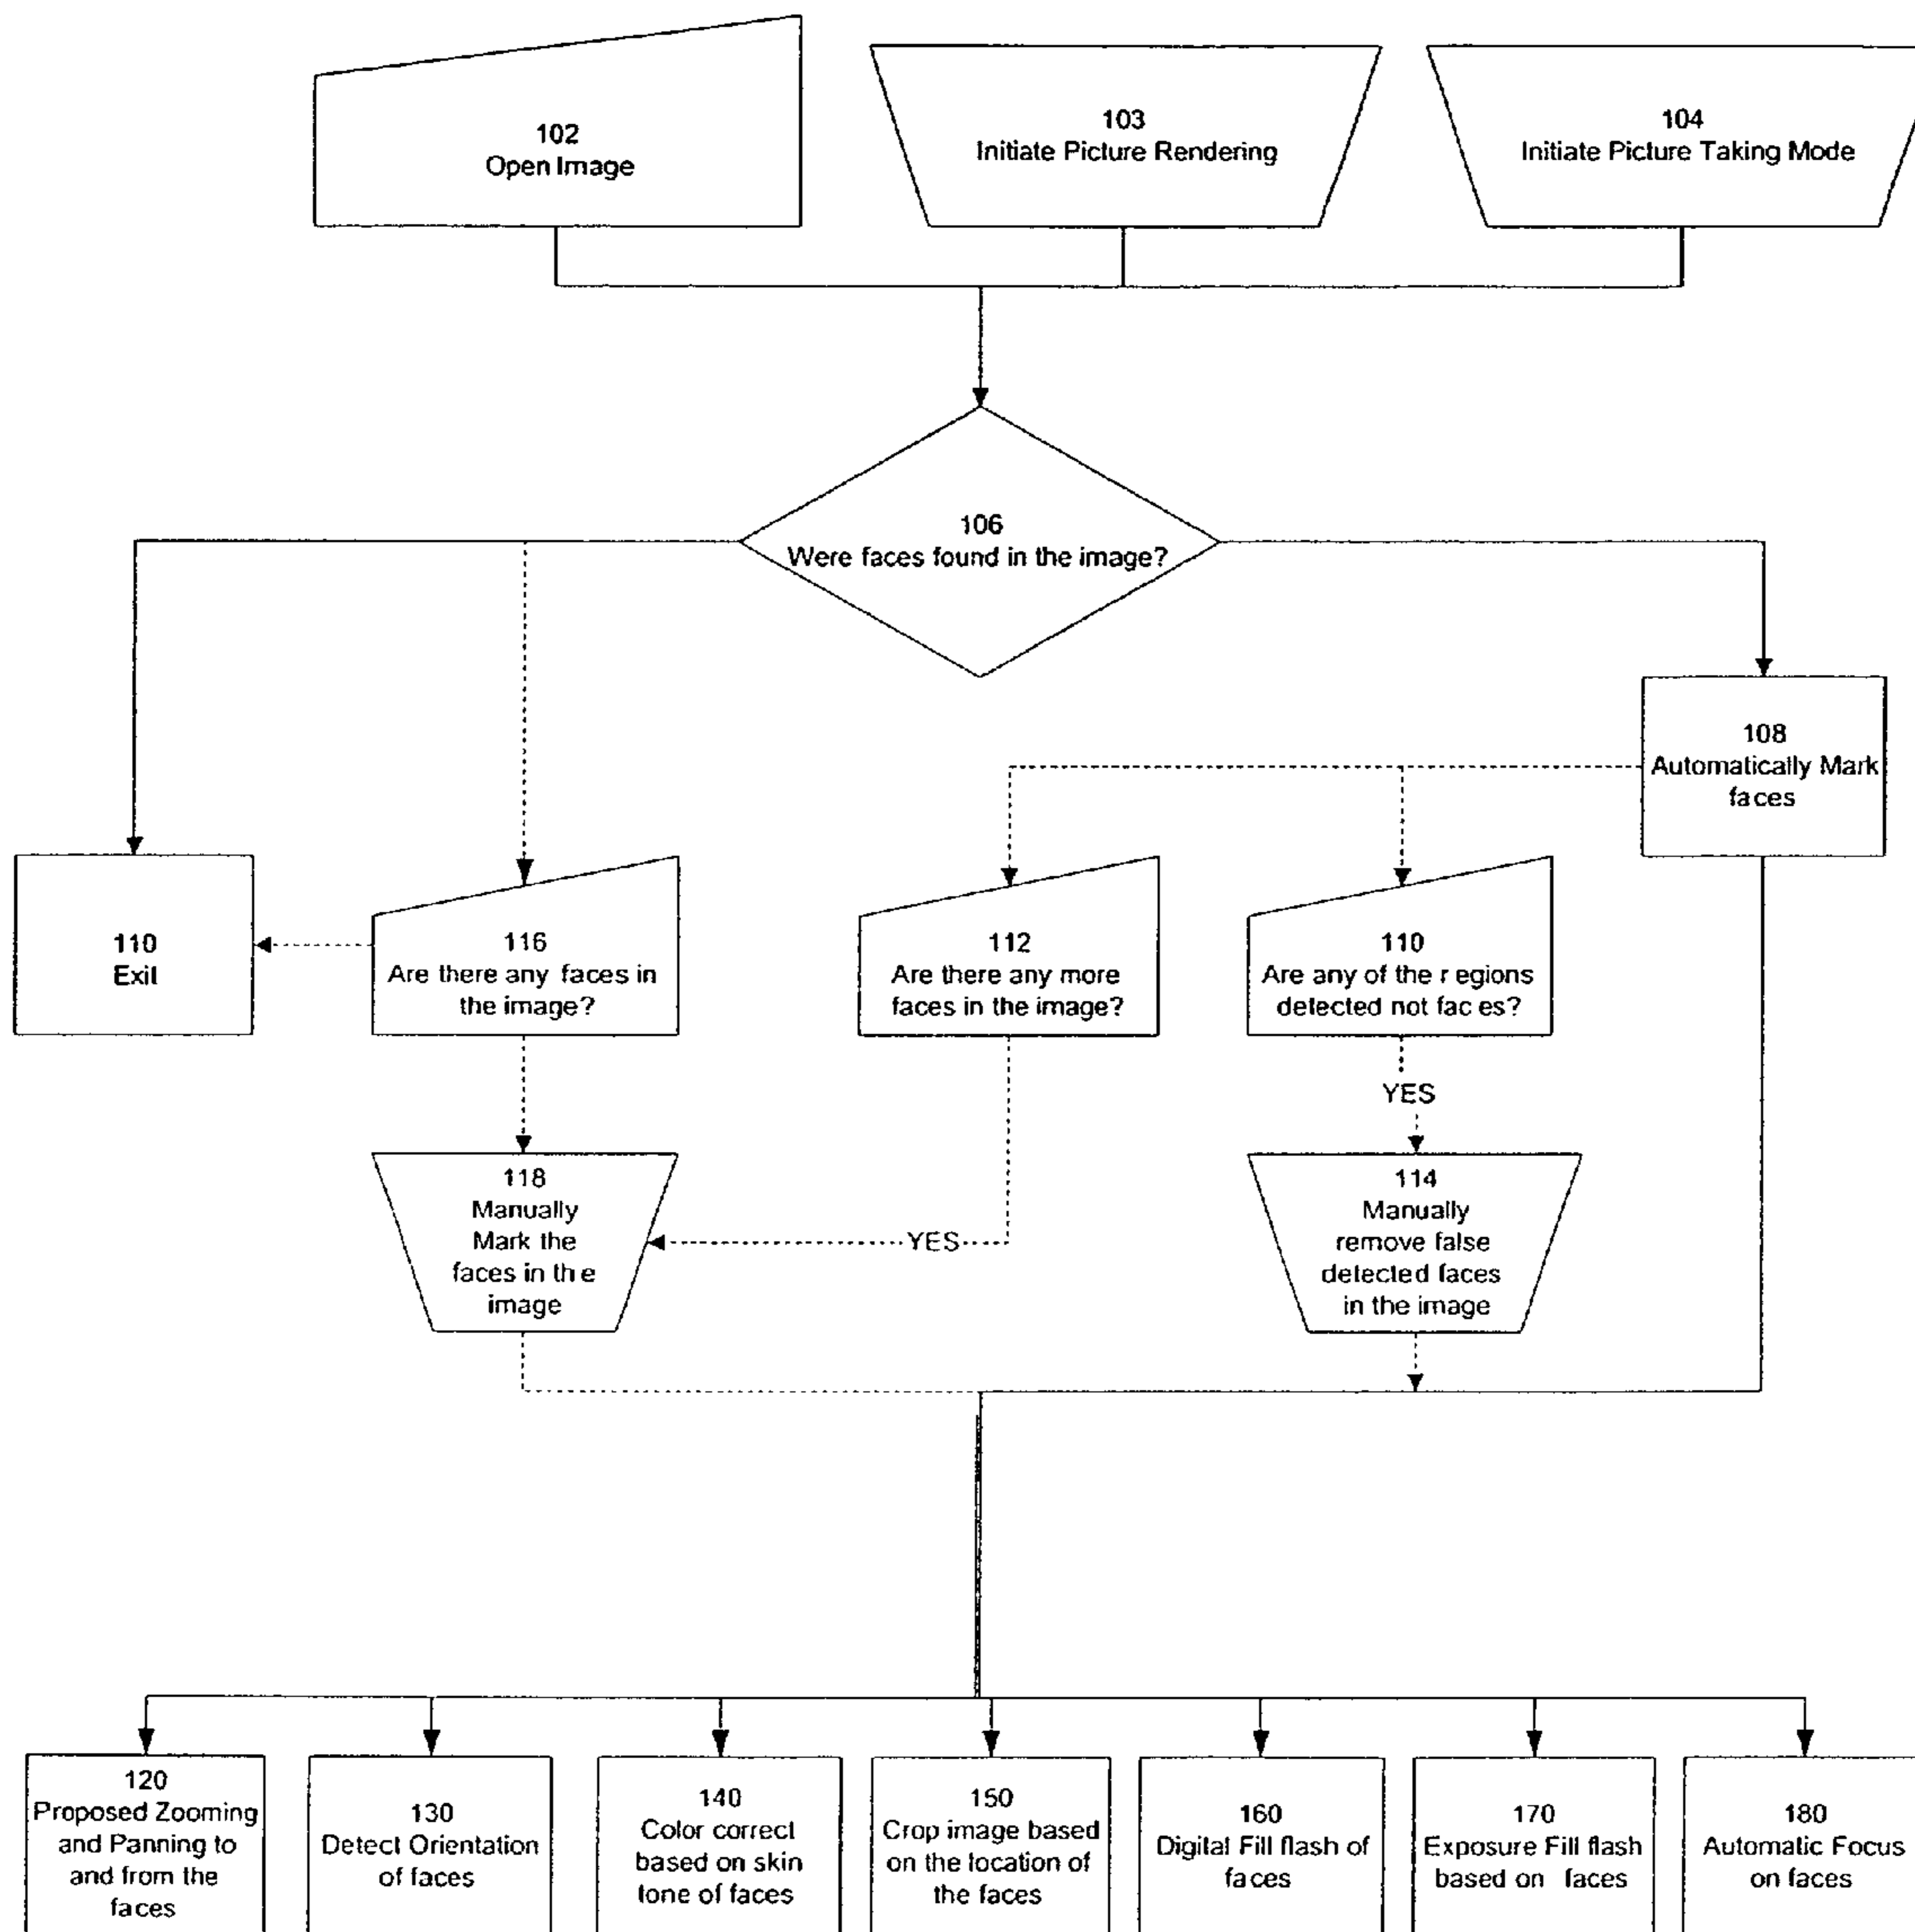 102
Open Image
103
Initiate Picture Rendering
104
Initiate Picture Taking Mode
106
Were faces found in the image?
108
Automatically Mark
faces
110
Exit
116
Are there any faces in
the image?
112
Are there any more
faces in the image?
110
Are any of the regions
detected not faces?
YES
118
Manually
Mark the
faces in the
image
YES
114
Manually
remove false
detected faces
in the image
120
Proposed Zooming
and Panning to
and from the
faces
130
Detect Orientation
of faces
140
Color correct
based on skin
tone of faces
150
Crop image based
on the location of
the faces
160
Digital Fill flash of
faces
170
Exposure Fill flash
based on faces
180
Automatic Focus
on faces